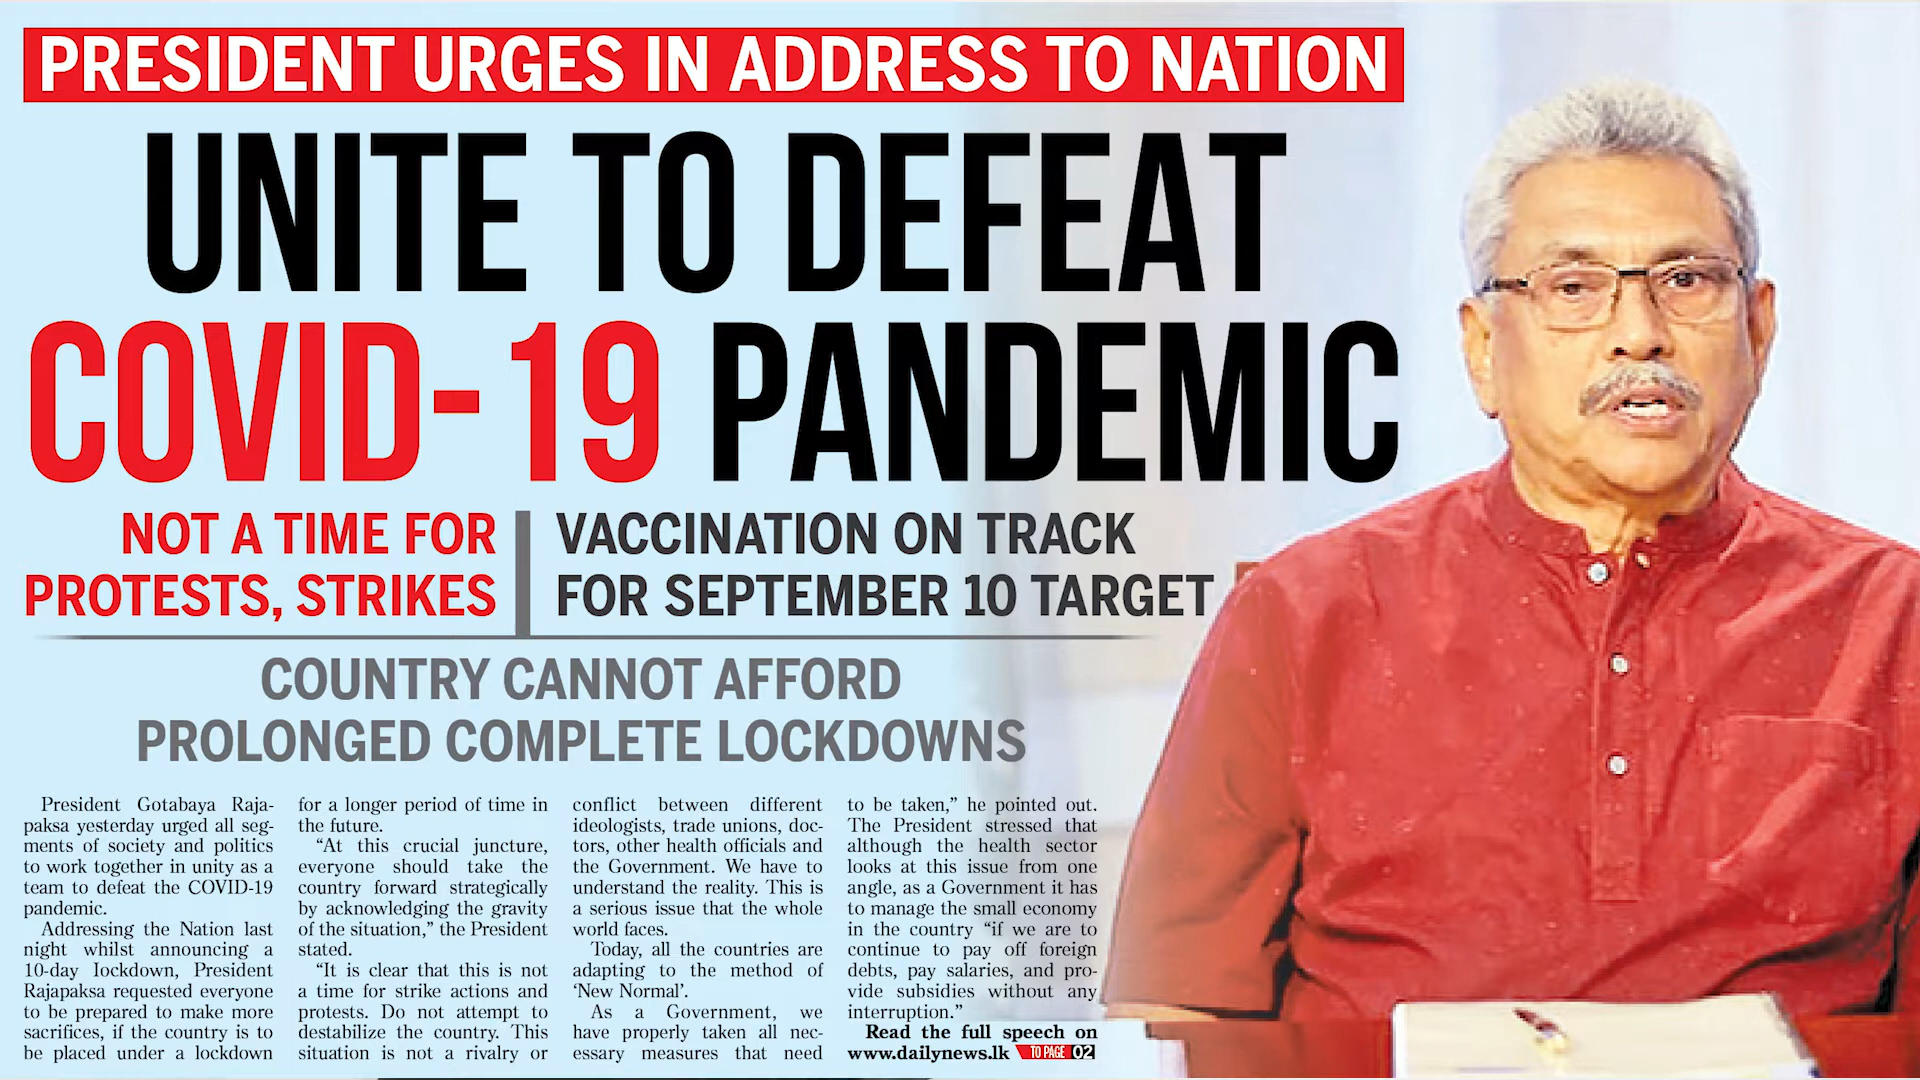 PRESIDENT URGES IN ADDRESS TO NATION
UNITE TO DEFEAT
COVID-19 PANDEMIC
NOT A TIME FOR
PROTESTS, STRIKES
VACCINATION ON TRACK
FOR SEPTEMBER 10 TARGET
COUNTRY CANNOT AFFORD
PROLONGED COMPLETE LOCKDOWNS
President Gotabaya Raja-
paksa yesterday urged all seg-
ments of society and politics
to work together in unity as a
team to defeat the COVID-19
pandemic.
Addressing the Nation last
night whilst announcing a
10-day lockdown, President
Rajapaksa requested everyone
to be prepared to make more
sacrifices, if the country is to
be placed under a lockdown
for a longer period of time in
the future.
“At this crucial juncture,
everyone should take the
country forward strategically
by acknowledging the gravity
of the situation,” the President
stated.
“It is clear that this is not
a time for strike actions and
protests. Do not attempt to
destabilize the country. This
situation is not a rivalry or
conflict between different
ideologists, trade unions, doc-
tors, other health officials and
the Government. We have to
understand the reality. This is
a serious issue that the whole
world faces.
Today, all the countries are
adapting to the method of
‘New Normal’.
As a Government, we
have properly taken all nec-
essary measures that need
to be taken,” he pointed out.
The President stressed that
although the health sector
looks at this issue from one
angle, as a Government it has
to manage the small economy
in the country “if we are to
continue to pay off foreign
debts, pay salaries, and pro-
vide subsidies without any
interruption.”
Read the full speech on
www.dailynews.lk TO PAGE 02